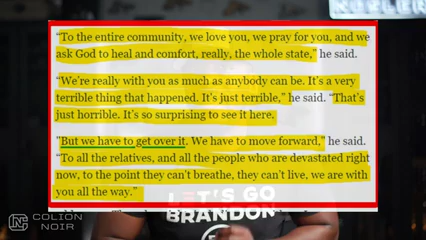 “To the entire community, we love you, we pray for you, and we
ask God to heal and comfort, really, the whole state,” he said.
“We’re really with you as much as anybody can be. It’s a very
terrible thing that happened. It’s just terrible,” he said. “That’s
just horrible. It’s so surprising to see it here.
“But we have to get over it. We have to move forward,” he said.
“To all the relatives, and all the people who are devastated right
now, to the point they can’t breathe, they can’t live, we are with
you all the way.”
LET'S GO
BRANDON
COLION
NOIR